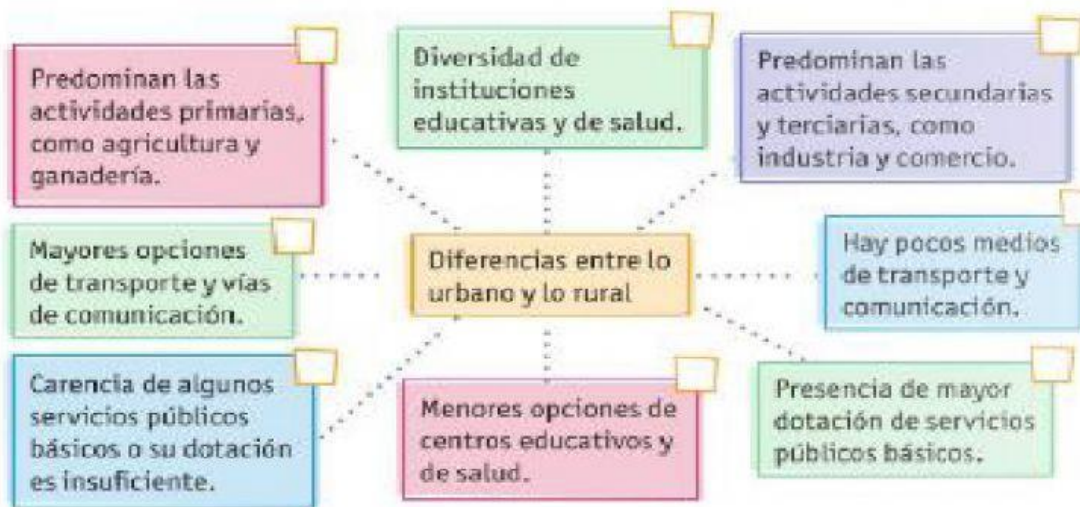 Predominan las
actividades primarias,
como agricultura y
ganadería.
Diversidad de
instituciones
educativas y de salud.
Predominan las
actividades secundarias
y terciarias, como
industria y comercio.
Mayores opciones
de transporte y vías
de comunicación.
Diferencias entre lo
urbano y lo rural
Hay pocos medios
de transporte y
comunicación.
Carencia de algunos
servicios públicos
básicos o su dotación
es insuficiente.
Menores opciones de
centros educativos y
de salud.
Presencia de mayor
dotación de servicios
públicos básicos.